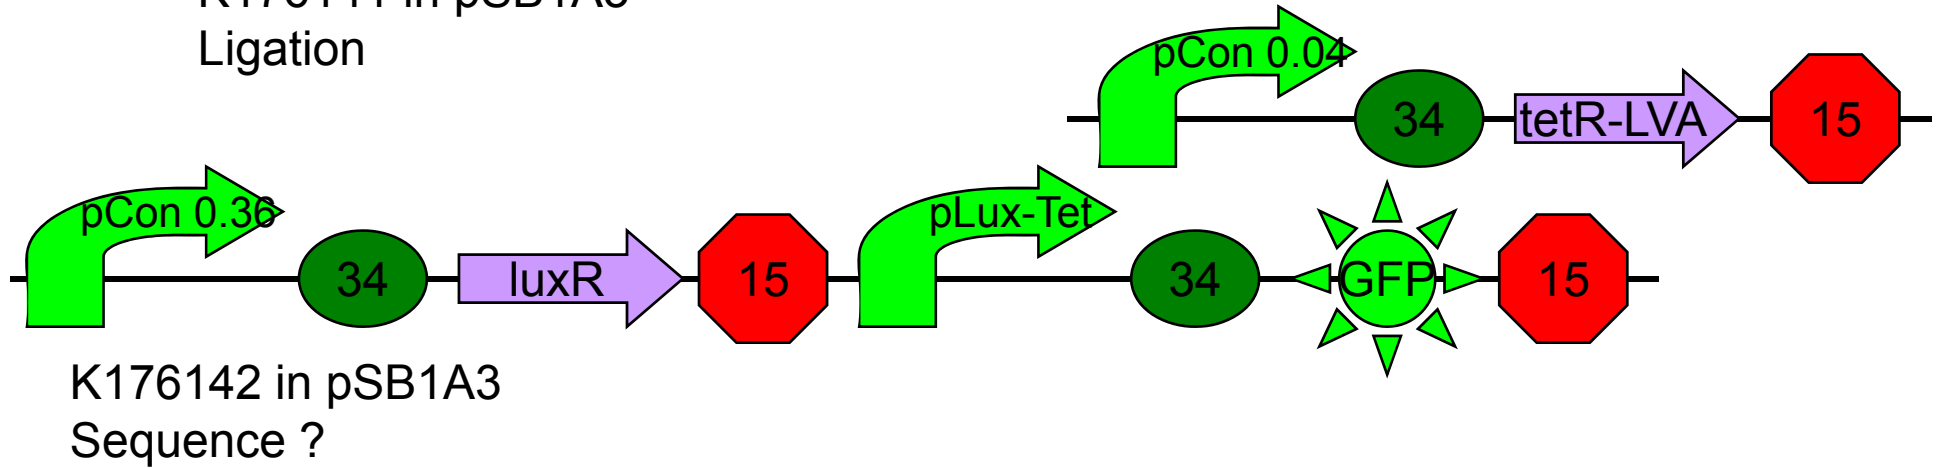 Ligation
pCon 0.04
34
tetR-LVA
15
pCon 0.36
34
luxR
15
pLux-Tet
34
GFP
15
K176142 in pSB1A3
Sequence ?